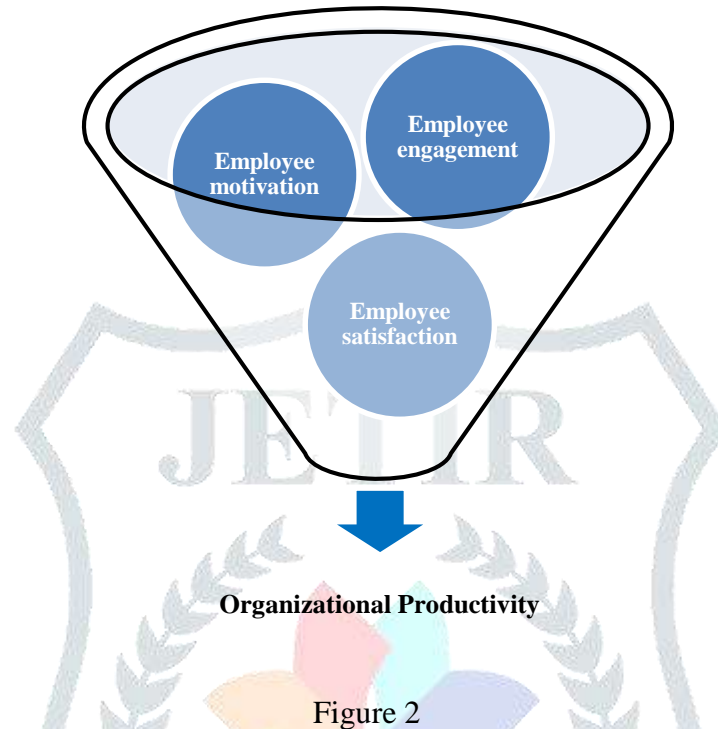 Employee
engagement
Employee
motivation
Employee
satisfaction
JETIR
Organizational Productivity
Figure 2